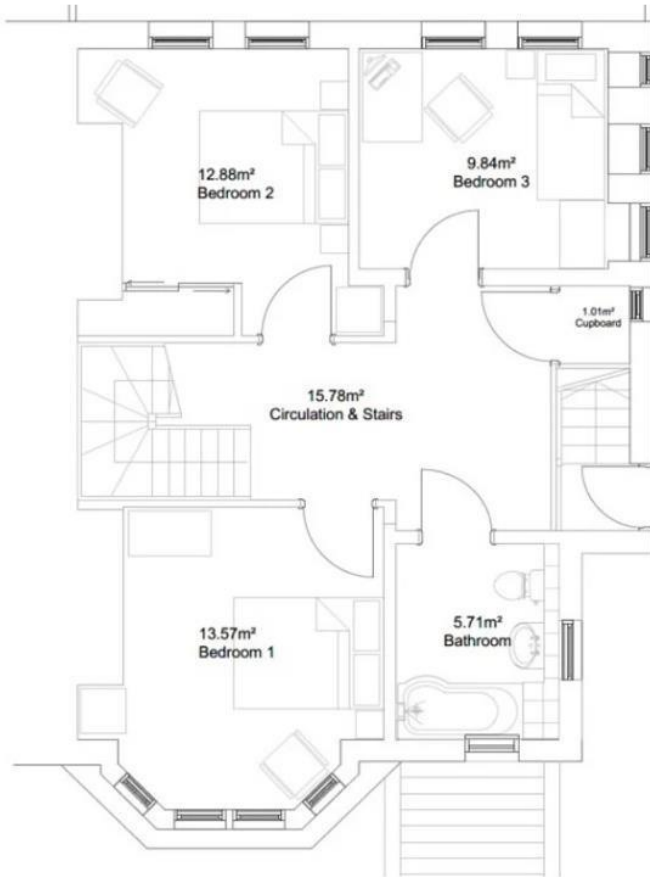 12.88m²
Bedroom 2
9.84m²
Bedroom 3
1.01m²
Cupboard
15.78m²
Circulation & Stairs
13.57m²
Bedroom 1
5.71m²
Bathroom